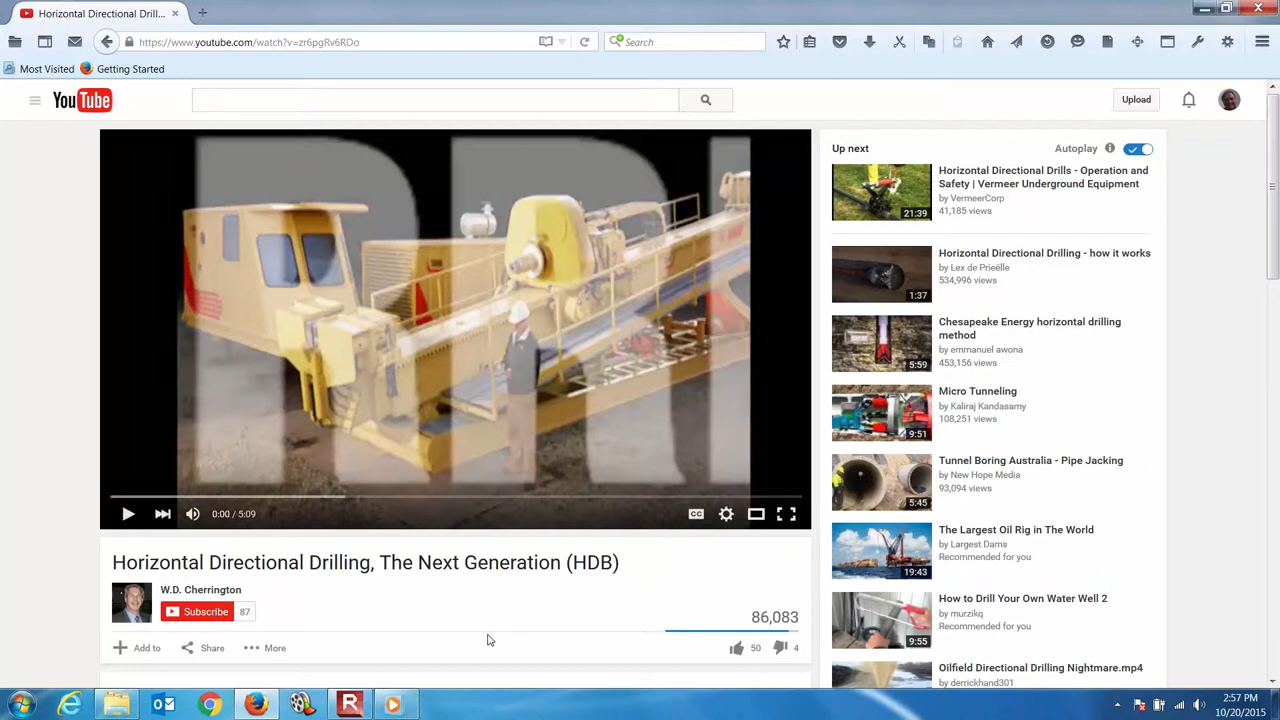 Horizontal Directional Drill...
https://www.youtube.com/watch?v=zr6pgRv6RDo
Search
Most Visited
Getting Started
YouTube
Upload
Up next
Autoplay
Horizontal Directional Drills - Operation and
Safety | Vermeer Underground Equipment
by VermeerCorp
41,185 views
21:39
Horizontal Directional Drilling - how it works
by Lex de Prieëlle
534,996 views
1:37
Chesapeake Energy horizontal drilling
method
by emmanuel awona
453,156 views
5:59
Micro Tunneling
by Kaliraj Kandasamy
108,251 views
9:51
Tunnel Boring Australia - Pipe Jacking
by New Hope Media
93,094 views
5:45
The Largest Oil Rig in The World
by Largest Dams
Recommended for you
19:43
How to Drill Your Own Water Well 2
by murzikq
Recommended for you
9:55
Oilfield Directional Drilling Nightmare.mp4
by derrickhand301
0:00 / 5:09
CC
Horizontal Directional Drilling, The Next Generation (HDB)
W.D. Cherrington
Subscribe 87
86,083
Add to
Share
More
50
4
2:57 PM
10/20/2015